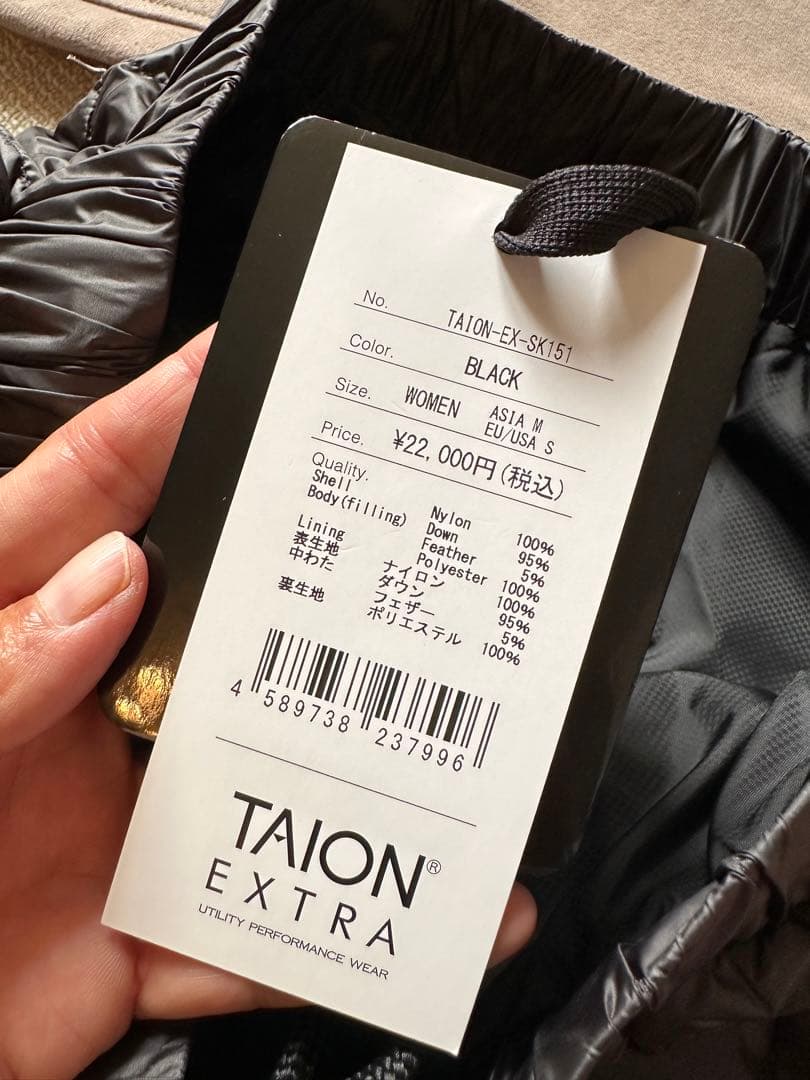 No. TAION-EX-SK151
Color. BLACK
Size. WOMEN ASIA M
EU/USA S
Price. ¥22,000円(税込)
Quality.
Shell Nylon 100%
Body(filling) Down 95%
Feather 5%
Lining Polyester 100%
表生地 ナイロン 100%
中わた ダウン 95%
フェザー 5%
裏生地 ポリエステル 100%
4 589738 237996
TAION®
EXTRA
UTILITY PERFORMANCE WEAR